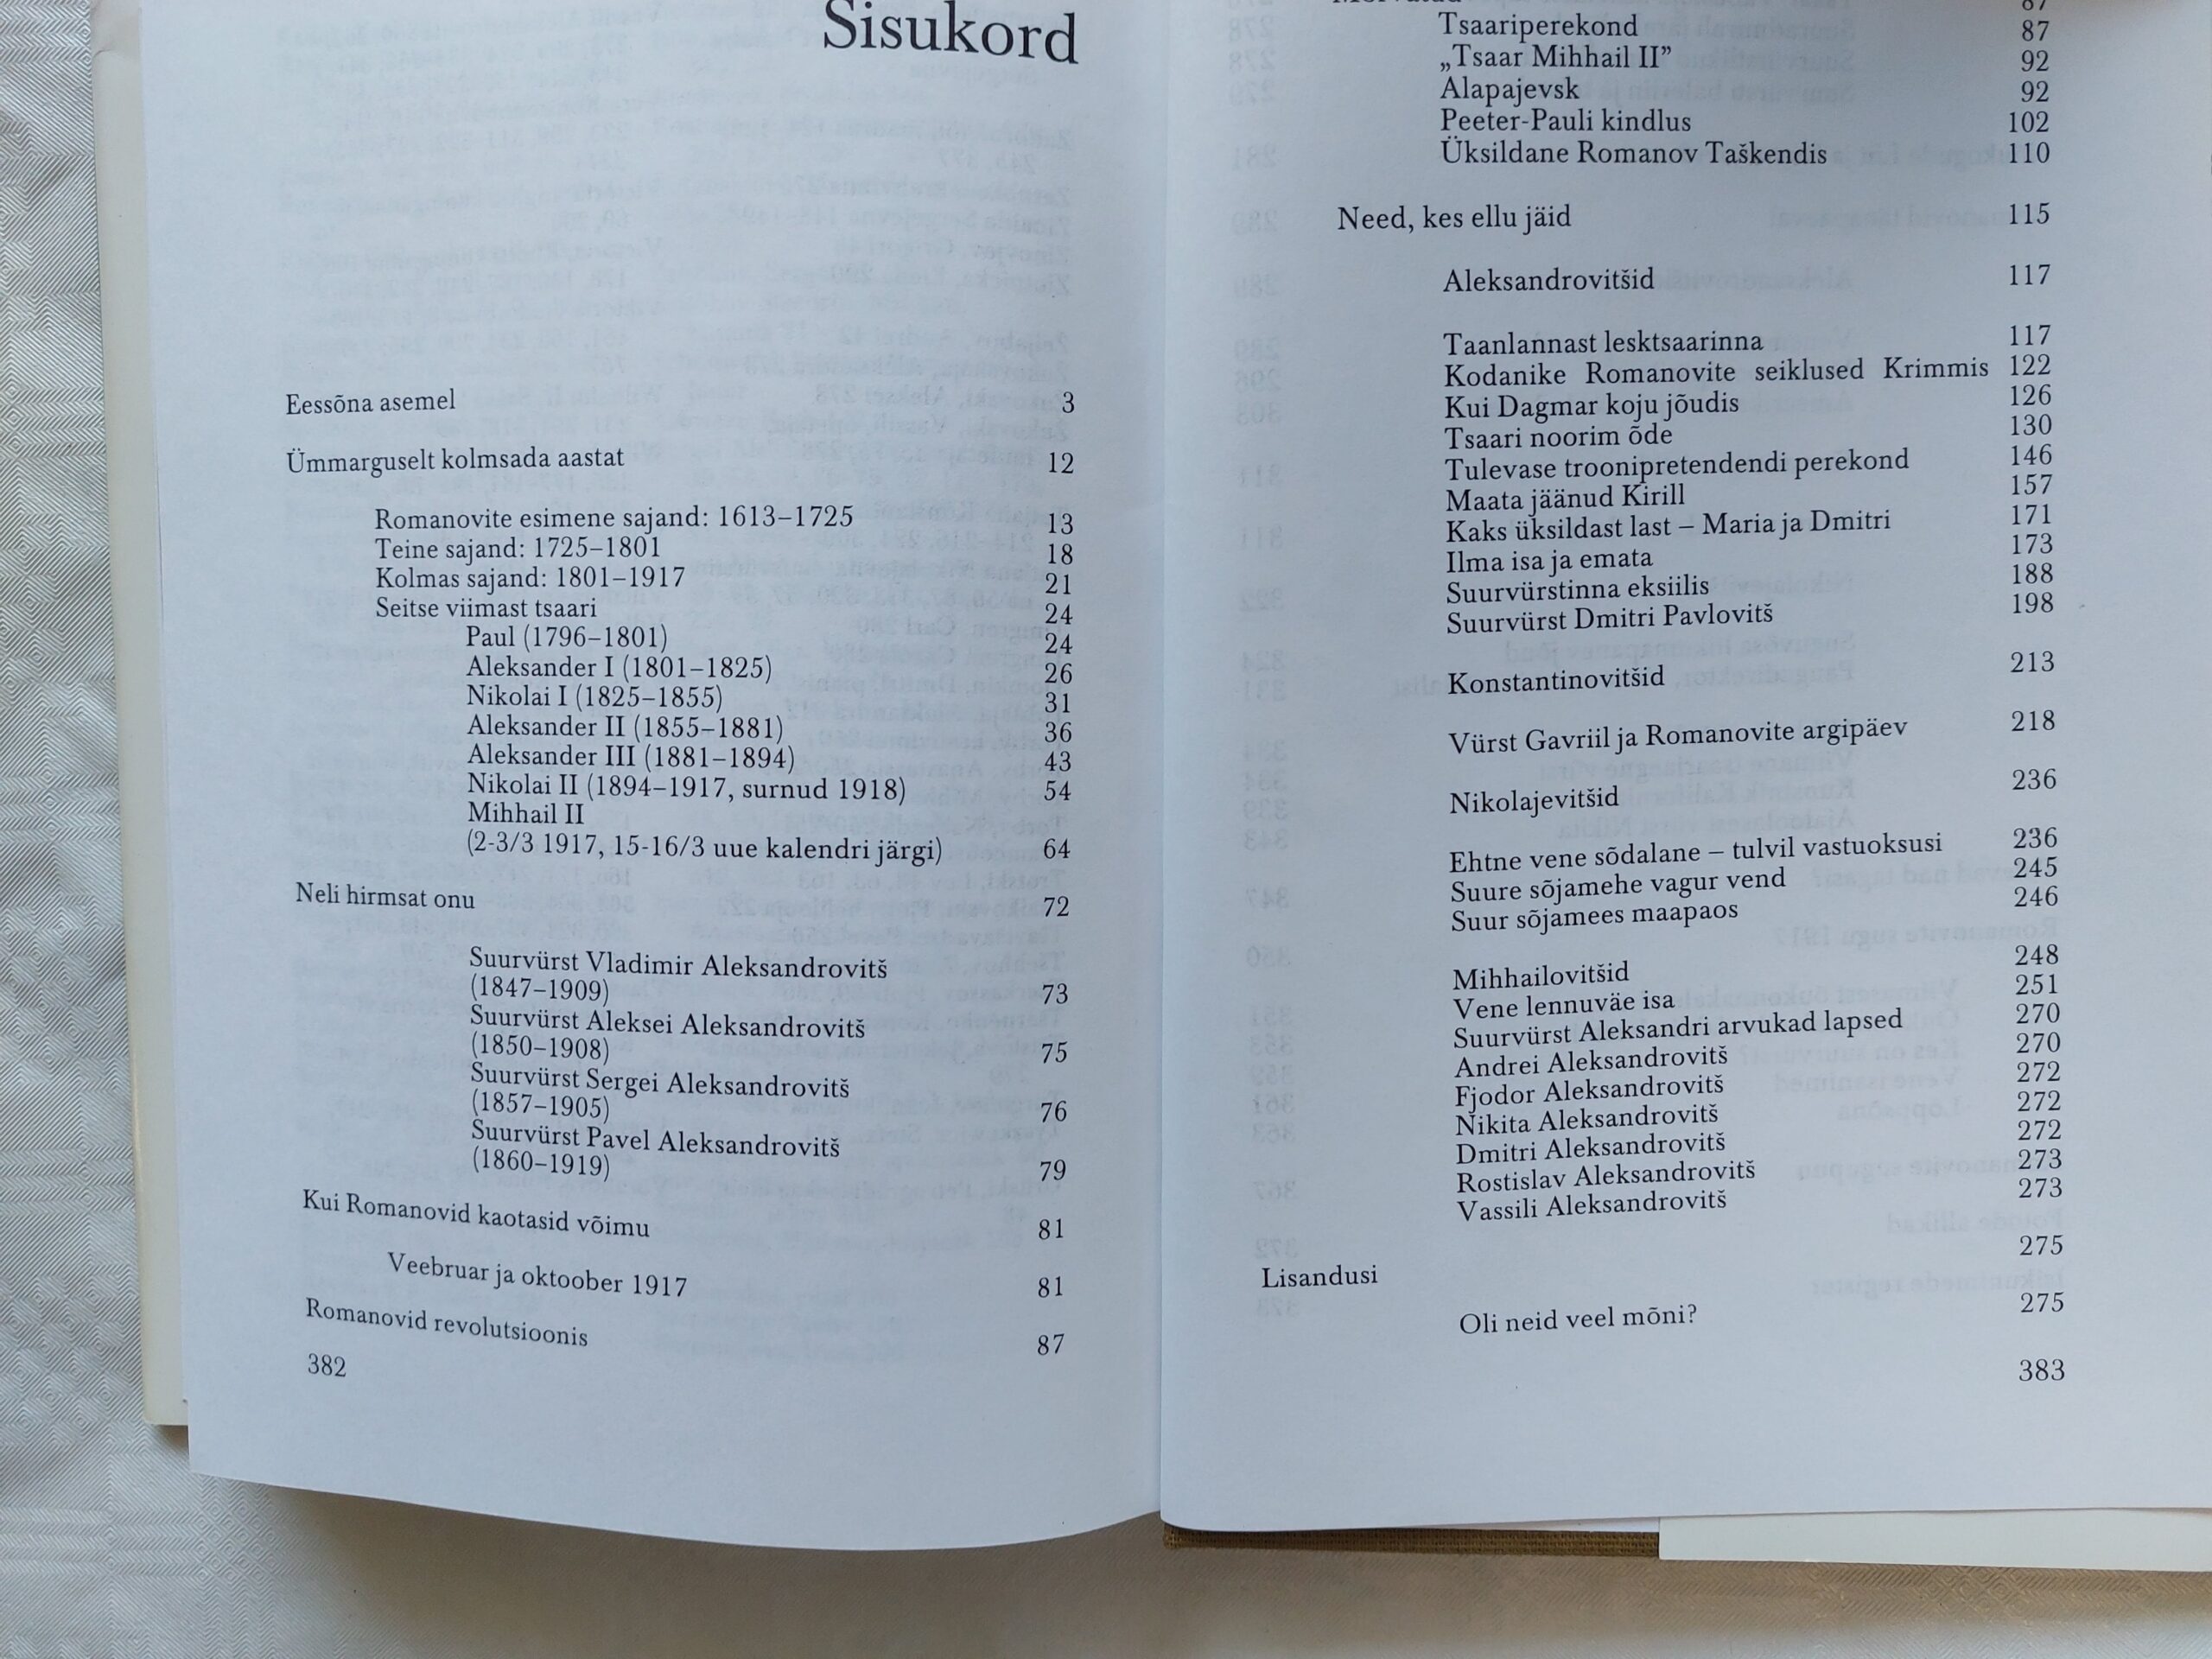 Sisukord
Eessõna asemel 3
Ümmarguselt kolmsada aastat 12
Romanovite esimene sajand: 1613–1725 13
Teine sajand: 1725–1801 18
Kolmas sajand: 1801–1917 21
Seitse viimast tsaari 24
Paul (1796–1801) 24
Aleksander I (1801–1825) 26
Nikolai I (1825–1855) 31
Aleksander II (1855–1881) 36
Aleksander III (1881–1894) 43
Nikolai II (1894–1917, surnud 1918) 54
Mihhail II
(2-3/3 1917, 15-16/3 uue kalendri järgi) 64
Neli hirmsat onu 72
Suurvürst Vladimir Aleksandrovitš
(1847–1909) 73
Suurvürst Aleksei Aleksandrovitš
(1850–1908) 75
Suurvürst Sergei Aleksandrovitš
(1857–1905) 76
Suurvürst Pavel Aleksandrovitš
(1860–1919) 79
Kui Romanovid kaotasid võimu 81
Veebruar ja oktoober 1917 81
Romanovid revolutsioonis 87
382
87
Tsaariperekond 87
„Tsaar Mihhail II” 92
Alapajevsk 92
Peeter-Pauli kindlus 102
Üksildane Romanov Taškendis 110
Need, kes ellu jäid 115
Aleksandrovitšid 117
Taanlannast lesktsaarinna 117
Kodanike Romanovite seiklused Krimmis 122
Kui Dagmar koju jõudis 126
Tsaari noorim õde 130
Tulevase troonipretendendi perekond 146
Maata jäänud Kirill 157
Kaks üksildast last – Maria ja Dmitri 171
Ilma isa ja emata 173
Suurvürstinna eksiilis 188
Suurvürst Dmitri Pavlovitš 198
Konstantinovitšid 213
Vürst Gavriil ja Romanovite argipäev 218
Nikolajevitšid 236
Ehtne vene sõdalane – tulvil vastuoksusi 236
Suure sõjamehe vagur vend 245
Suur sõjamees maapaos 246
Mihhailovitšid 248
Vene lennuväe isa 251
Suurvürst Aleksandri arvukad lapsed 270
Andrei Aleksandrovitš 270
Fjodor Aleksandrovitš 272
Nikita Aleksandrovitš 272
Dmitri Aleksandrovitš 272
Rostislav Aleksandrovitš 273
Vassili Aleksandrovitš 273
Lisandusi 275
Oli neid veel mõni? 275
383